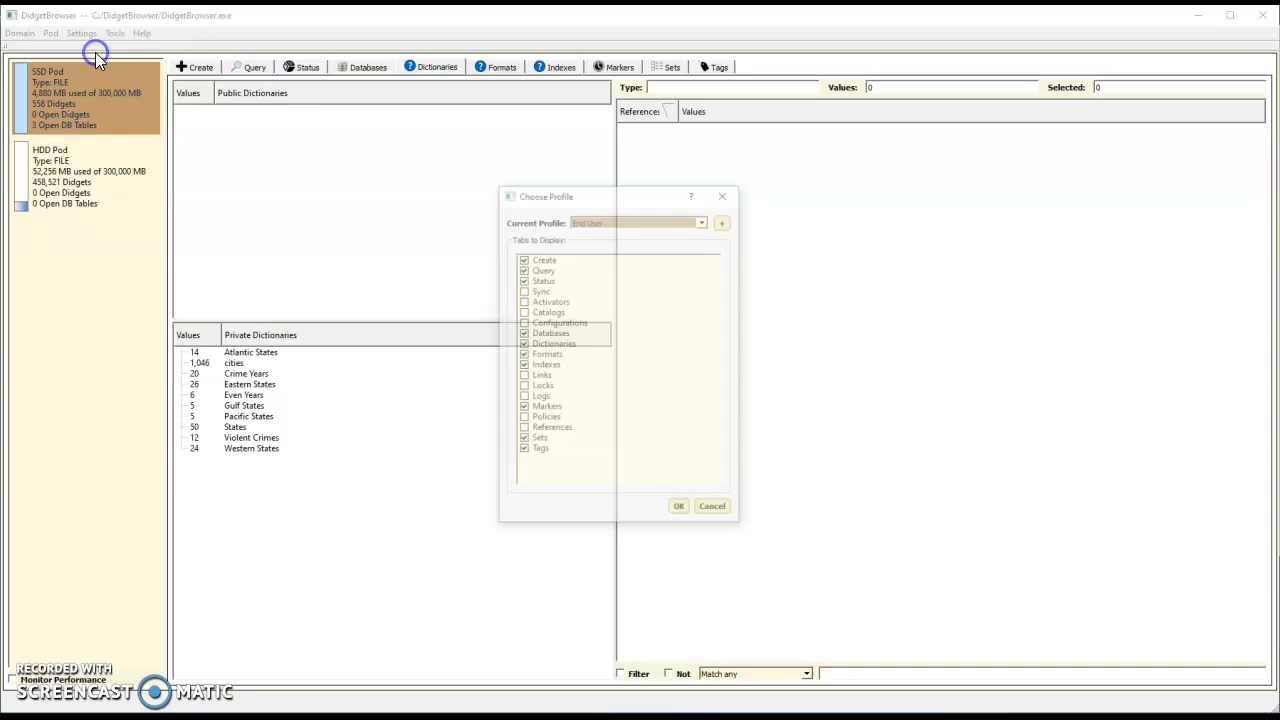 DidgetBrowser -- C:/DidgetBrowser/DidgetBrowser.exe
Domain Pod Settings Tools Help
SSD Pod
Type: FILE
4,880 MB used of 300,000 MB
558 Didgets
0 Open Didgets
3 Open DB Tables
HDD Pod
Type: FILE
52,256 MB used of 300,000 MB
458,521 Didgets
0 Open Didgets
0 Open DB Tables
Monitor Performance
Create Query Status Databases Dictionaries Formats Indexes Markers Sets Tags
Values Public Dictionaries
Values Private Dictionaries
14 Atlantic States
1,046 cities
20 Crime Years
26 Eastern States
6 Even Years
5 Gulf States
5 Pacific States
50 States
12 Violent Crimes
24 Western States
Type: Values: 0 Selected: 0
Reference: Values
Choose Profile ?
Current Profile: End User +
Tabs to Display:
Create
Query
Status
Sync
Activators
Catalogs
Configurations
Databases
Dictionaries
Formats
Indexes
Links
Locks
Logs
Markers
Policies
References
Sets
Tags
OK Cancel
Filter Not Match any
RECORDED WITH
SCREENCAST MATIC